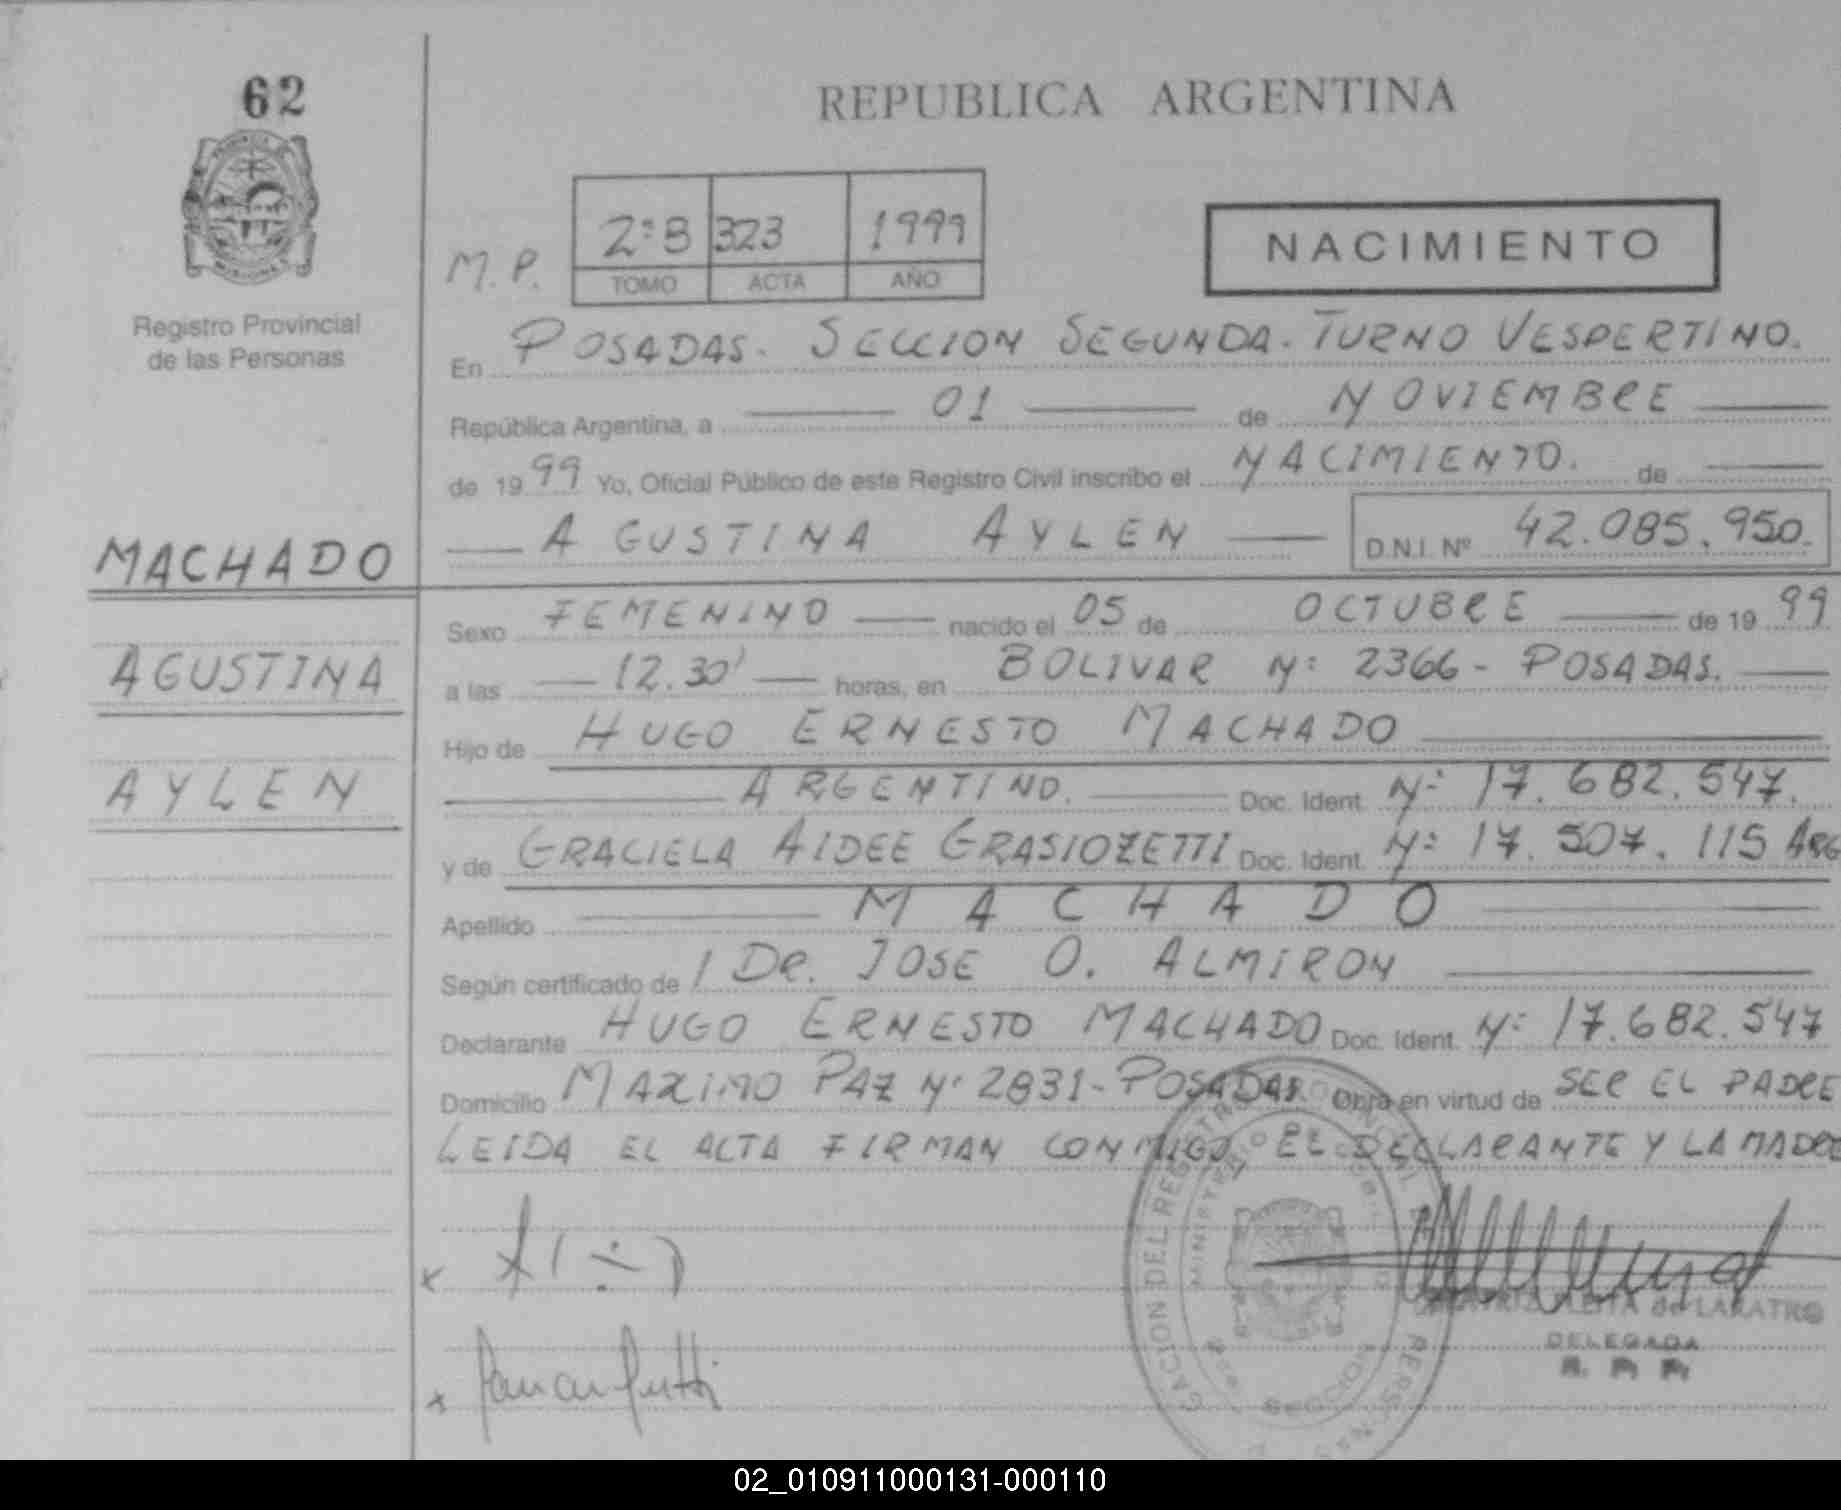 62
REPUBLICA ARGENTINA
Registro Provincial
de las Personas
M.P.
2º B 323 1999
TOMO ACTA AÑO
NACIMIENTO
En POSADAS. SECCION SEGUNDA. TURNO VESPERTINO.
República Argentina, a 01 de NOVIEMBRE
de 1999 Yo, Oficial Público de este Registro Civil inscribo el NACIMIENTO. de
MACHADO
AGUSTINA AYLEN D.N.I. Nº 42.085.950.
Sexo FEMENINO nacido el 05 de OCTUBRE de 1999
AGUSTINA
a las 12.30' horas, en BOLIVAR Nº 2366 - POSADAS.
Hijo de HUGO ERNESTO MACHADO
AYLEN
ARGENTINO. Doc. Ident. Nº 17.682.547.
y de GRACIELA AIDEE GRASIOZETTI Doc. Ident. Nº 17.507.115 ARG
Apellido MACHADO
Según certificado de / DR. JOSE O. ALMIRON
Declarante HUGO ERNESTO MACHADO Doc. Ident. Nº 17.682.547
Domicilio MAXIMO PAZ Nº 2831 - POSADAS Obra en virtud de SER EL PADRE
LEIDA EL ACTA FIRMAN CONMIGO EL DECLARANTE Y LA MADRE
DELEGADA
02_010911000131-000110